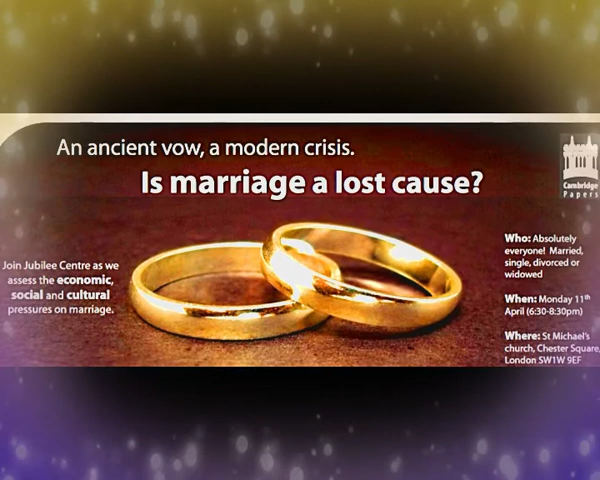 An ancient vow, a modern crisis.
Is marriage a lost cause?
Cambridge
Papers
Join Jubilee Centre as we
assess the economic,
social and cultural
pressures on marriage.
Who: Absolutely
everyone! Married,
single, divorced or
widowed
When: Monday 11th
April (6:30-8:30pm)
Where: St Michael's
church, Chester Square,
London SW1W 9EF